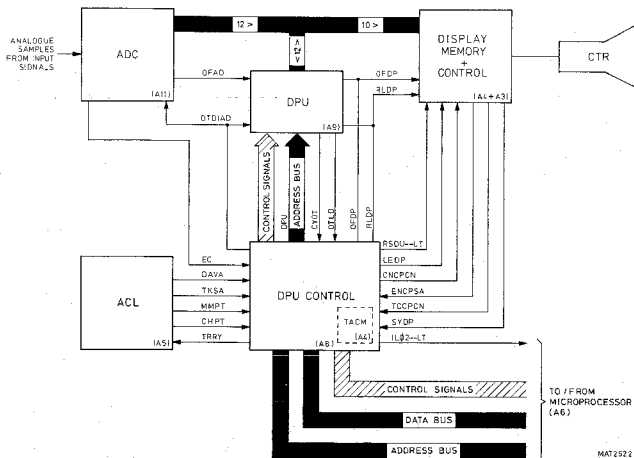 12 >
10 >
ANALOGUE
SAMPLES
FROM INPUT
SIGNALS
ADC
(A11)
OFAD
OTDIAD
< 12 >
DPU
(A9)
DISPLAY
MEMORY
+
CONTROL
(A4+A3)
CTR
OFDP
RLDP
CONTROL SIGNALS
DPU
ADDRESS BUS
CYOT
OTLD
OFDP
RLDP
RSDU--LT
LEDP
CNCPCN
ENCPSA
TCCPCN
SYDP
IL02--LT
EC
DAVA
TKSA
MMPT
CHPT
TRRY
ACL
(A5)
DPU CONTROL
TACM
(A4)
(A8)
CONTROL SIGNALS
DATA BUS
ADDRESS BUS
TO/FROM
MICROPROCESSOR
(A6)
MAT2522